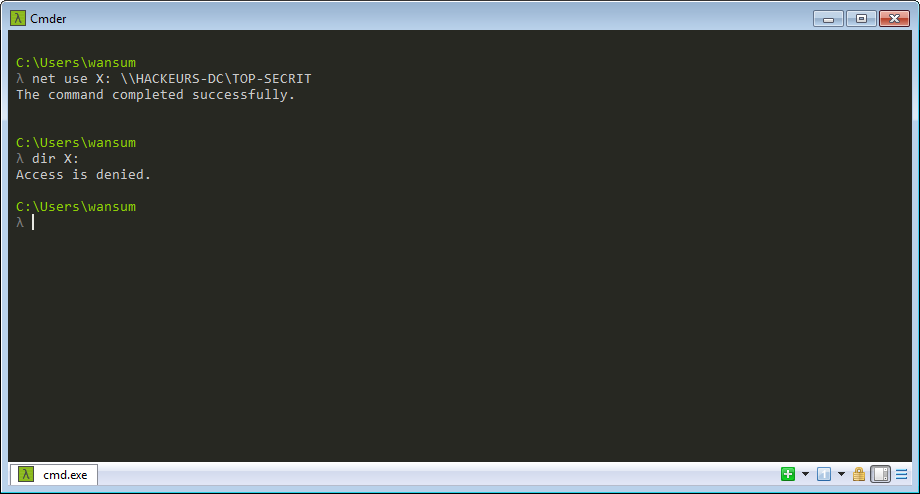 Cmder
C:\Users\wansum
λ net use X: \\HACKEURS-DC\TOP-SECRIT
The command completed successfully.
C:\Users\wansum
λ dir X:
Access is denied.
C:\Users\wansum
λ
cmd.exe